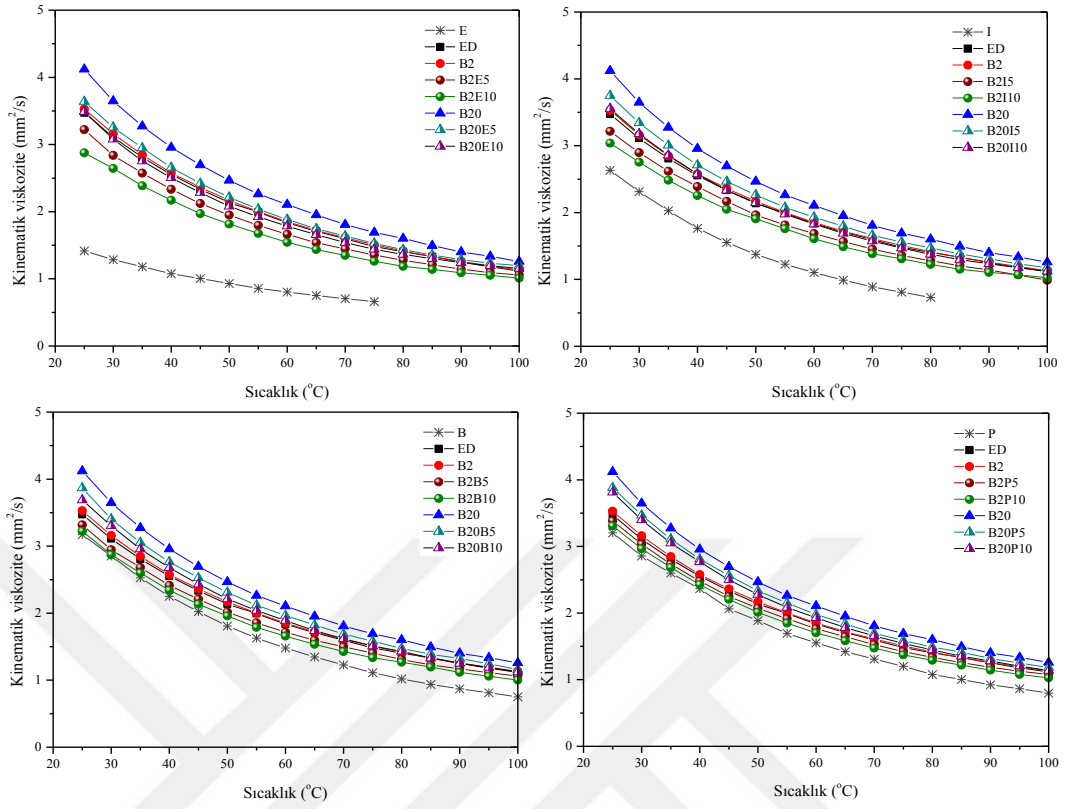 5
4
3
2
1
0
Kinematik viskozite (mm²/s)
E
ED
B2
B2E5
B2E10
B20
B20E5
B20E10
20 30 40 50 60 70 80 90 100
Sıcaklık (°C)
5
4
3
2
1
0
Kinematik viskozite (mm²/s)
I
ED
B2
B2I5
B2I10
B20
B20I5
B20I10
20 30 40 50 60 70 80 90 100
Sıcaklık (°C)
5
4
3
2
1
0
Kinematik viskozite (mm²/s)
B
ED
B2
B2B5
B2B10
B20
B20B5
B20B10
20 30 40 50 60 70 80 90 100
Sıcaklık (°C)
5
4
3
2
1
0
Kinematik viskozite (mm²/s)
P
ED
B2
B2P5
B2P10
B20
B20P5
B20P10
20 30 40 50 60 70 80 90 100
Sıcaklık (°C)